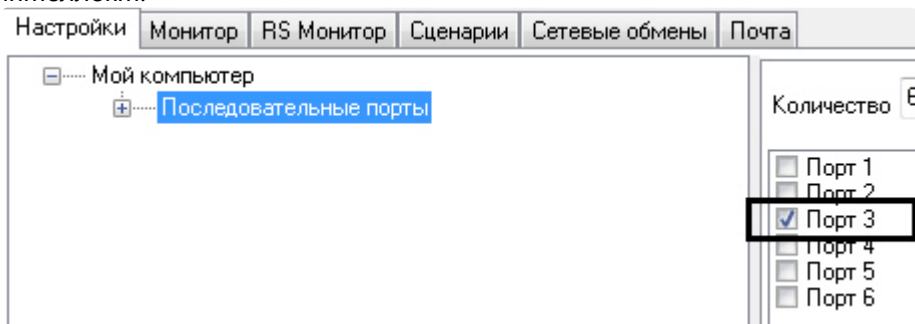 Настройки Монитор RS Монитор Сценарии Сетевые обмены Почта
Мой компьютер
Последовательные порты
Количество
Порт 1
Порт 2
Порт 3
Порт 4
Порт 5
Порт 6